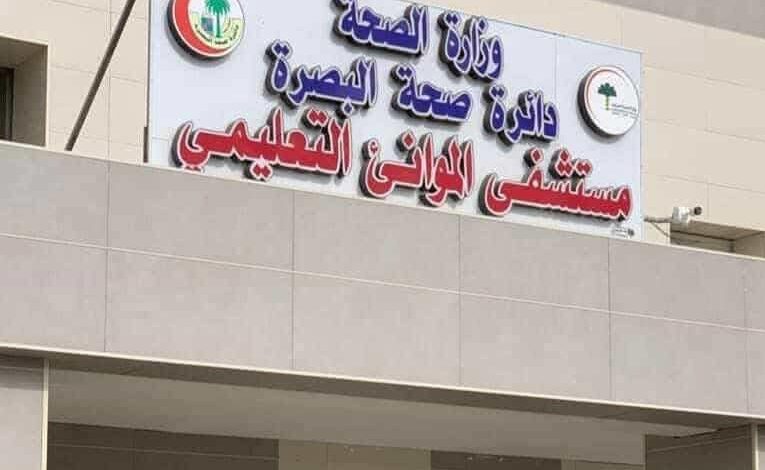 وزارة الصحة
دائرة صحة البصرة
مستشفى الموانئ التعليمي